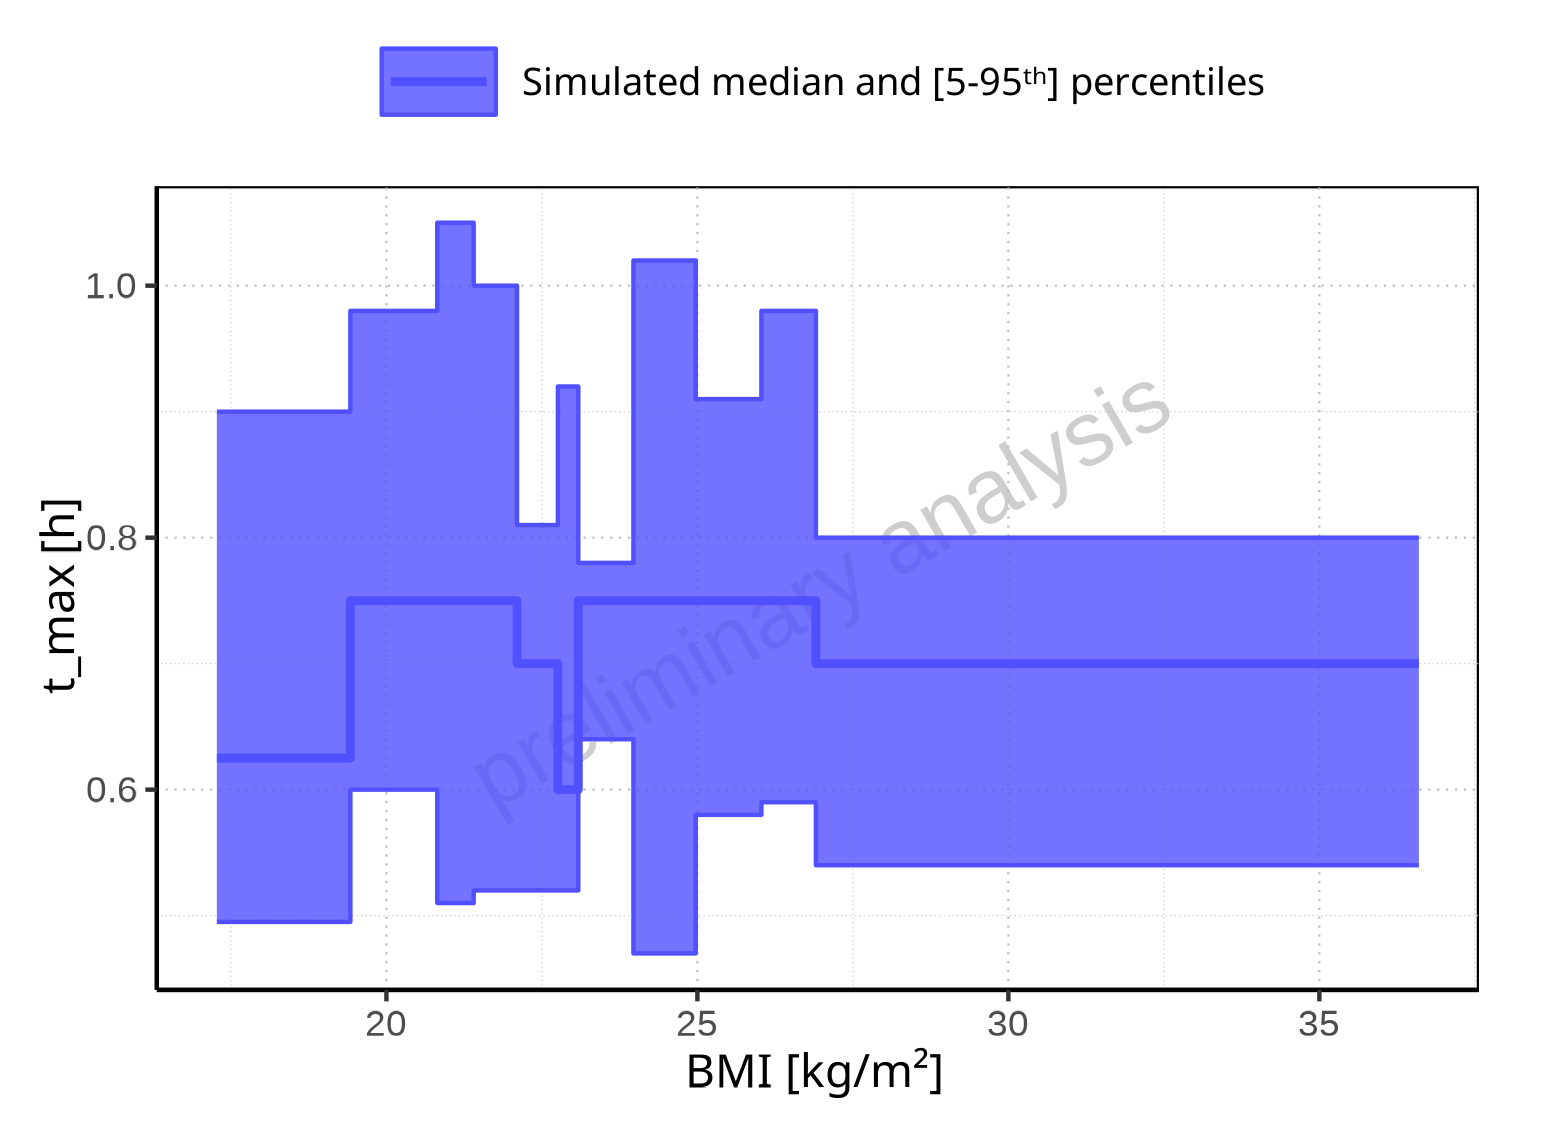 Simulated median and [5-95ᵗʰ] percentiles
1.0
0.8
0.6
t_max [h]
preliminary analysis
20 25 30 35
BMI [kg/m²]